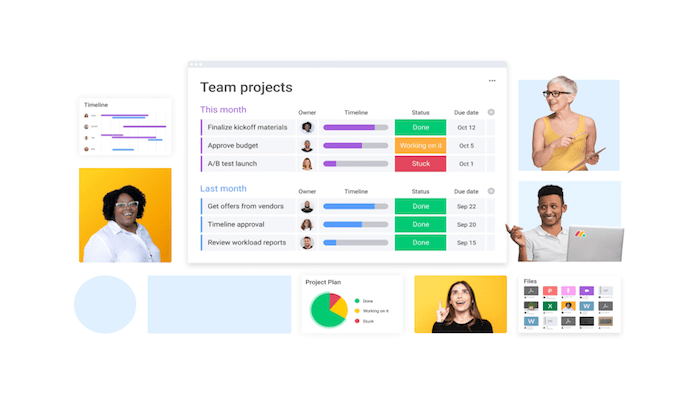 Team projects
This month Owner Timeline Status Due date
Finalize kickoff materials Done Oct 12
Approve budget Working on it Oct 5
A/B test launch Stuck Oct 1
Last month Owner Timeline Status Due date
Get offers from vendors Done Sep 22
Timeline approval Done Sep 20
Review workload reports Done Sep 15
Timeline
Project Plan
Done
Working on it
Stuck
Files